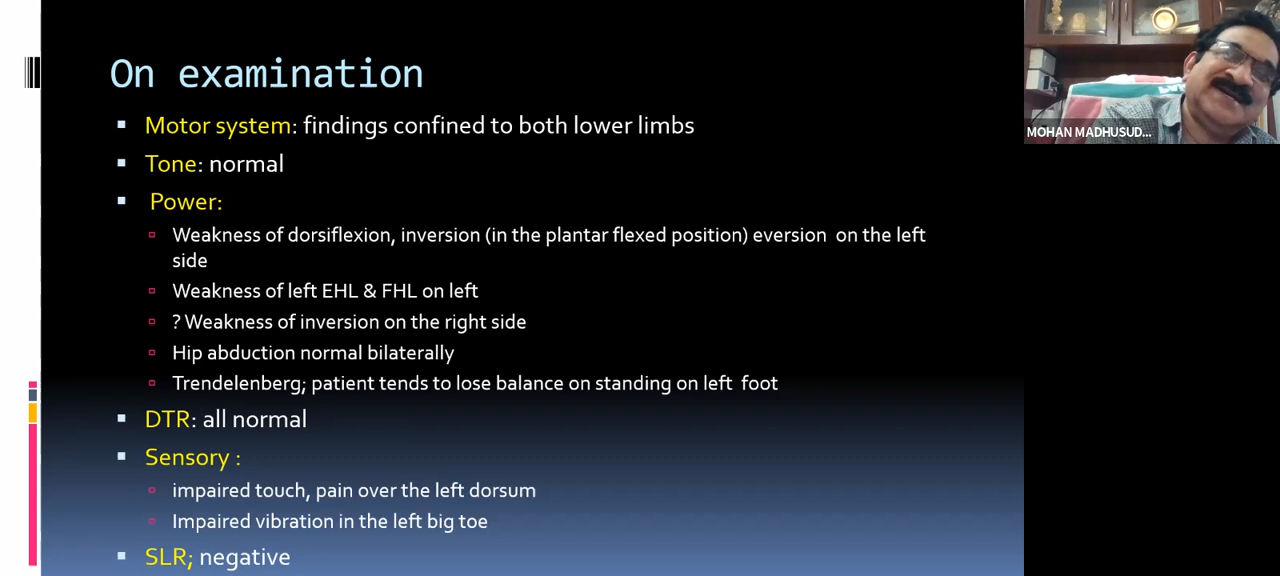 On examination
Motor system: findings confined to both lower limbs
Tone: normal
Power:
Weakness of dorsiflexion, inversion (in the plantar flexed position) eversion on the left
side
Weakness of left EHL & FHL on left
? Weakness of inversion on the right side
Hip abduction normal bilaterally
Trendelenberg; patient tends to lose balance on standing on left foot
DTR: all normal
Sensory :
impaired touch, pain over the left dorsum
Impaired vibration in the left big toe
SLR; negative
MOHAN MADHUSUD...